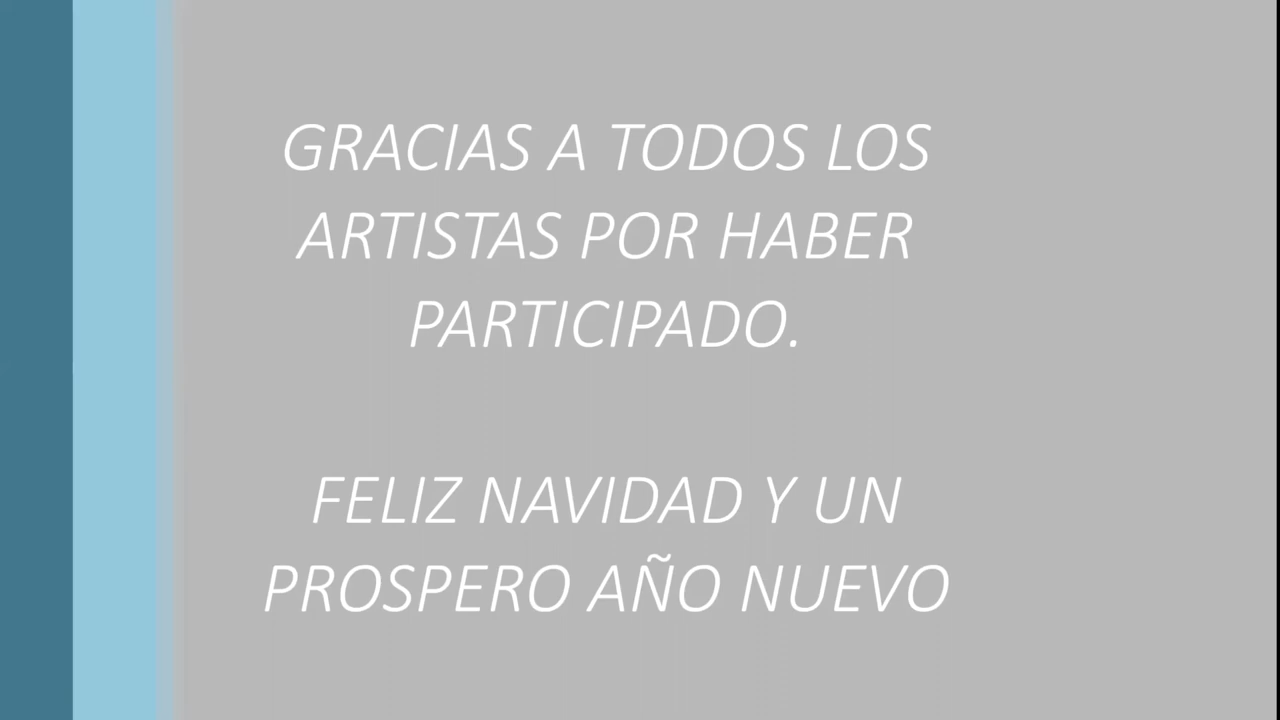 GRACIAS A TODOS LOS
ARTISTAS POR HABER
PARTICIPADO.
FELIZ NAVIDAD Y UN
PROSPERO AÑO NUEVO